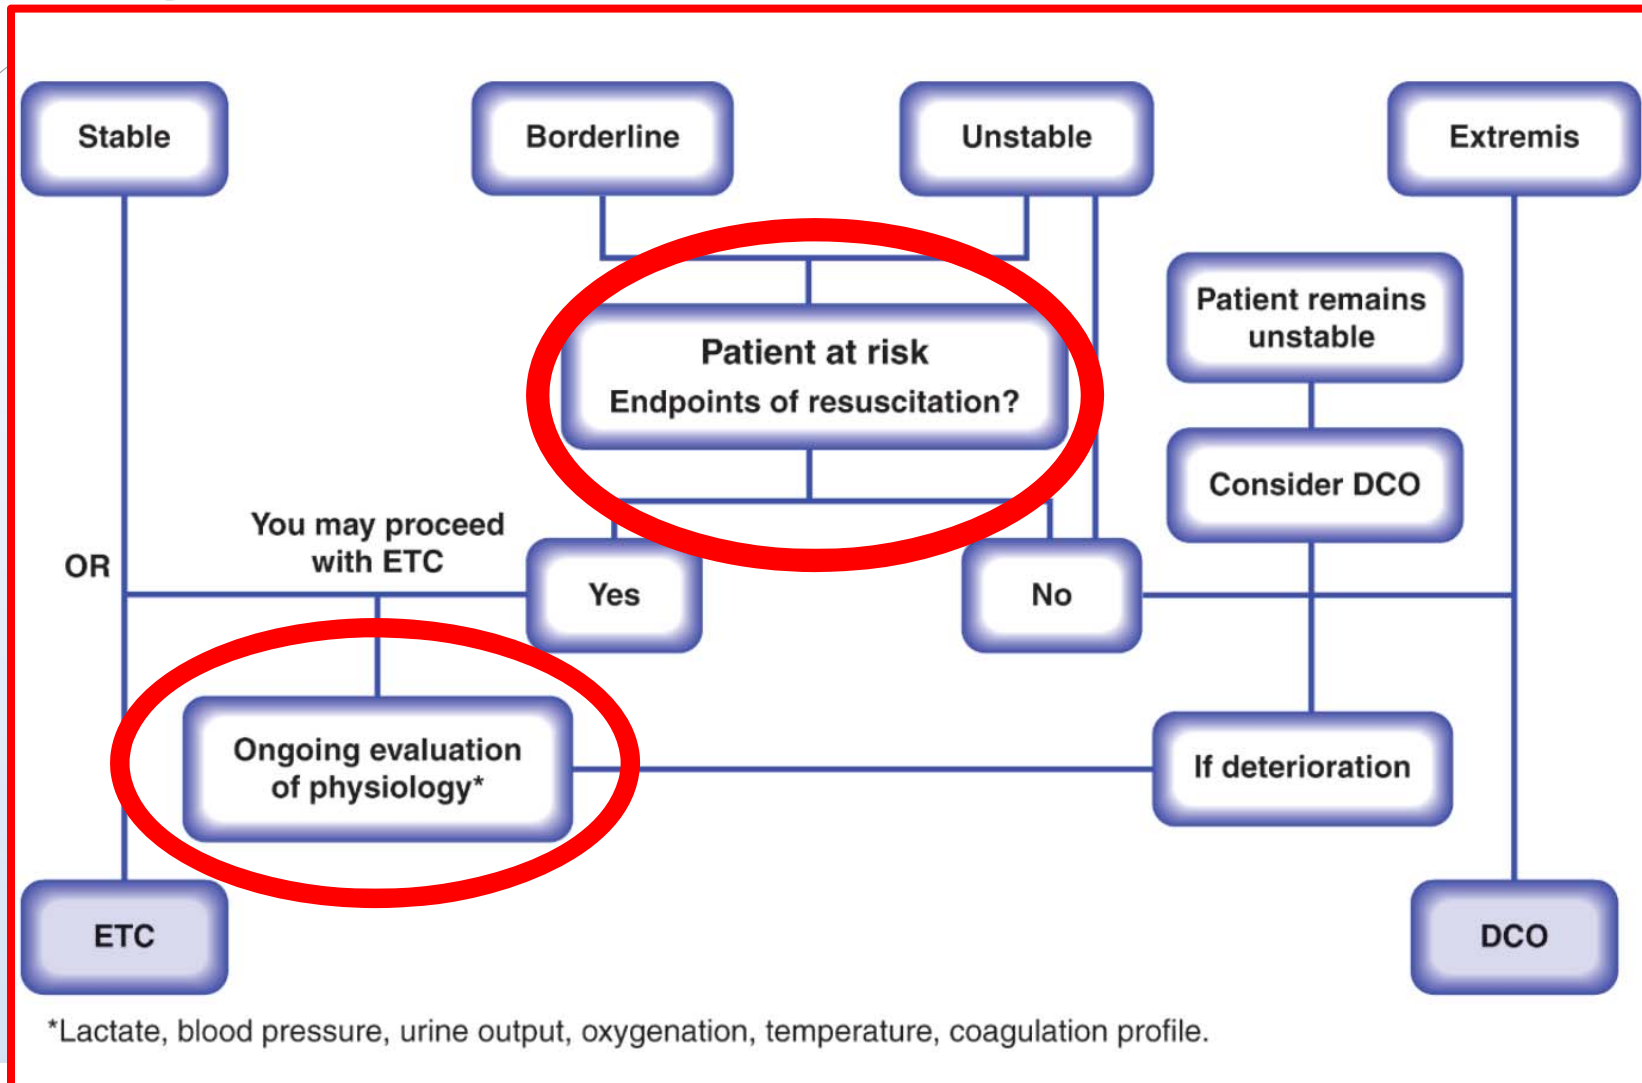 Stable
Borderline
Unstable
Extremis
Patient at risk
Endpoints of resuscitation?
Patient remains
unstable
Consider DCO
You may proceed
with ETC
OR
Yes
No
Ongoing evaluation
of physiology*
If deterioration
ETC
DCO
*Lactate, blood pressure, urine output, oxygenation, temperature, coagulation profile.